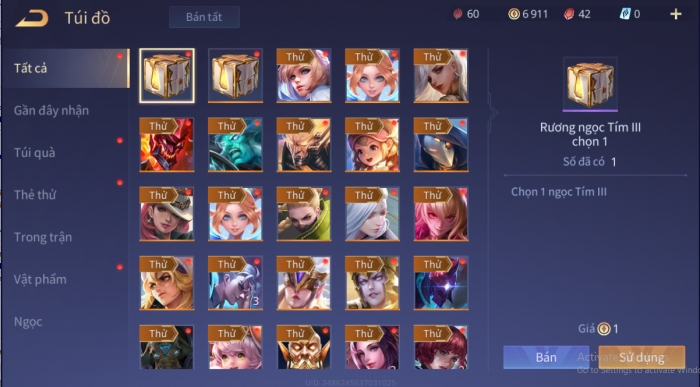 Túi đồ
Bán tất
60
6 911
42
0
Tất cả
Gần đây nhận
Túi quà
Thẻ thử
Trong trận
Vật phẩm
Ngọc
Thử Thử Thử
Thử Thử Thử Thử Thử
Thử Thử Thử Thử Thử
Thử Thử Thử Thử Thử
3
Thử Thử Thử Thử Thử
Rương ngọc Tím III
chọn 1
Số đã có 1
Chọn 1 ngọc Tím III
Giá 1
Bán
Sử dụng
Go to Settings to activate Wind